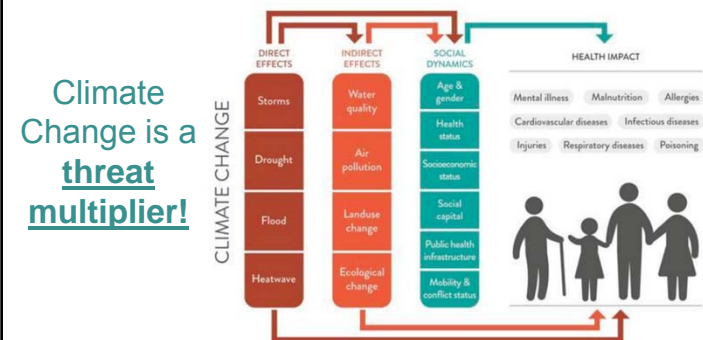 Climate
Change is a
threat
multiplier!
CLIMATE CHANGE
DIRECT
EFFECTS
Storms
Drought
Flood
Heatwave
INDIRECT
EFFECTS
Water
quality
Air
pollution
Landuse
change
Ecological
change
SOCIAL
DYNAMICS
Age &
gender
Health
status
Socioeconomic
status
Social
capital
Public health
infrastructure
Mobility &
conflict status
HEALTH IMPACT
Mental illness Malnutrition Allergies
Cardiovascular diseases Infectious diseases
Injuries Respiratory diseases Poisoning